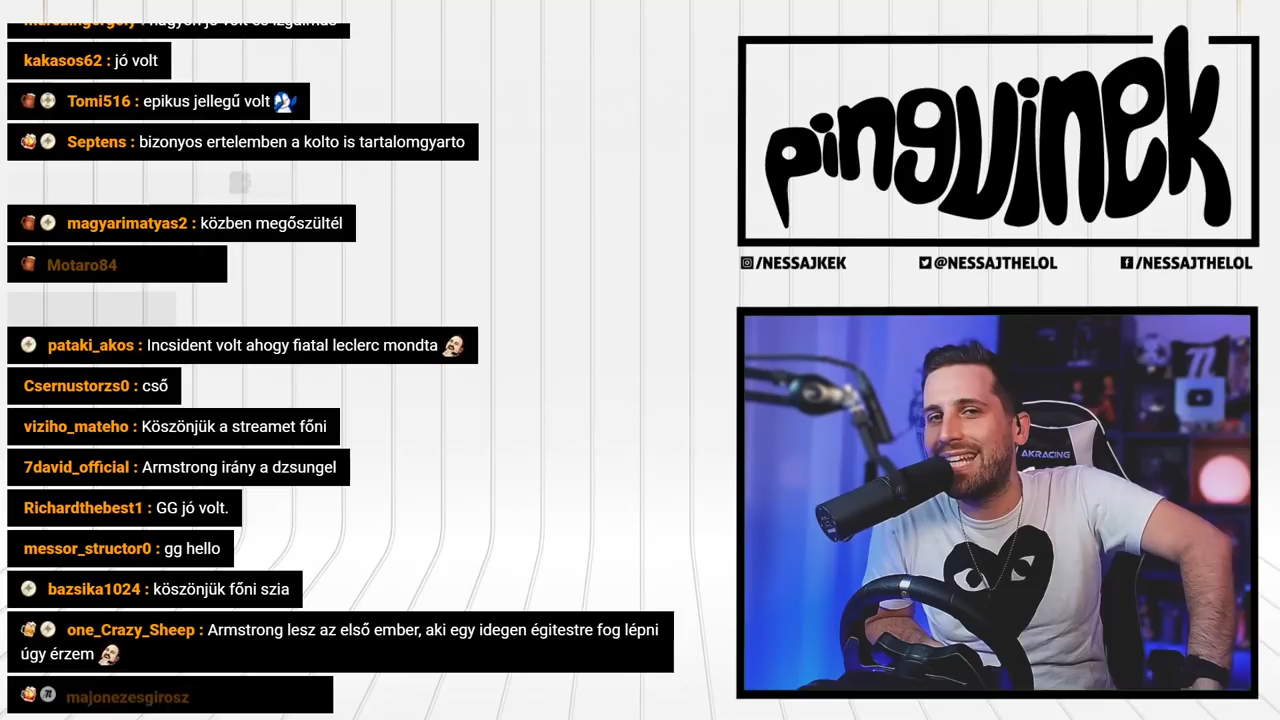 kakasos62 : jó volt
Tomi516 : epikus jellegű volt
Septens : bizonyos ertelemben a kolto is tartalomgyarto
magyarimatyas2 : közben megőszültél
Motaro84
pataki_akos : Incsident volt ahogy fiatal leclerc mondta
Csernustorzs0 : cső
viziho_mateho : Köszönjük a streamet főni
7david_official : Armstrong irány a dzsungel
Richardthebest1 : GG jó volt.
messor_structor0 : gg hello
bazsika1024 : köszönjük főni szia
one_Crazy_Sheep : Armstrong lesz az első ember, aki egy idegen égitestre fog lépni
úgy érzem
majonezesgirosz
pingvinek
/NESSAJKEK @NESSAJTHELOL /NESSAJTHELOL
AKRACING